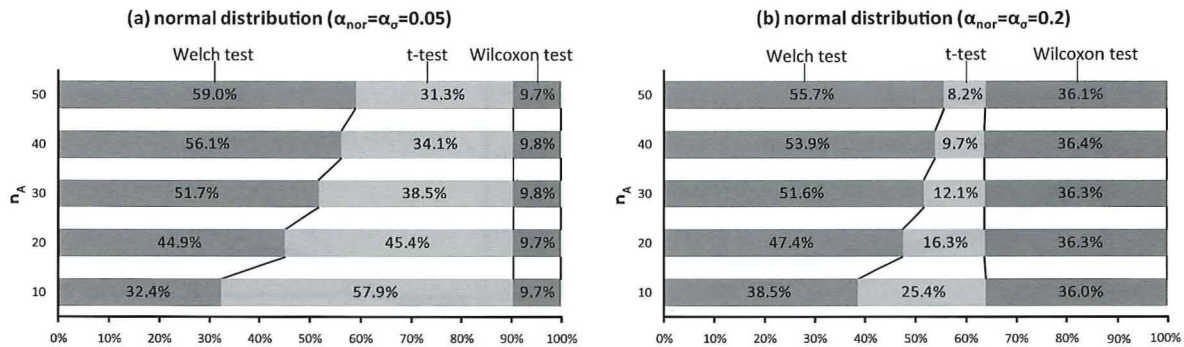 (a) normal distribution (αnor=ασ=0.05)
Welch test t-test Wilcoxon test
50 59.0% 31.3% 9.7%
40 56.1% 34.1% 9.8%
30 51.7% 38.5% 9.8%
20 44.9% 45.4% 9.7%
10 32.4% 57.9% 9.7%
nA
0% 10% 20% 30% 40% 50% 60% 70% 80% 90% 100%
(b) normal distribution (αnor=ασ=0.2)
Welch test t-test Wilcoxon test
50 55.7% 8.2% 36.1%
40 53.9% 9.7% 36.4%
30 51.6% 12.1% 36.3%
20 47.4% 16.3% 36.3%
10 38.5% 25.4% 36.0%
nA
0% 10% 20% 30% 40% 50% 60% 70% 80% 90% 100%